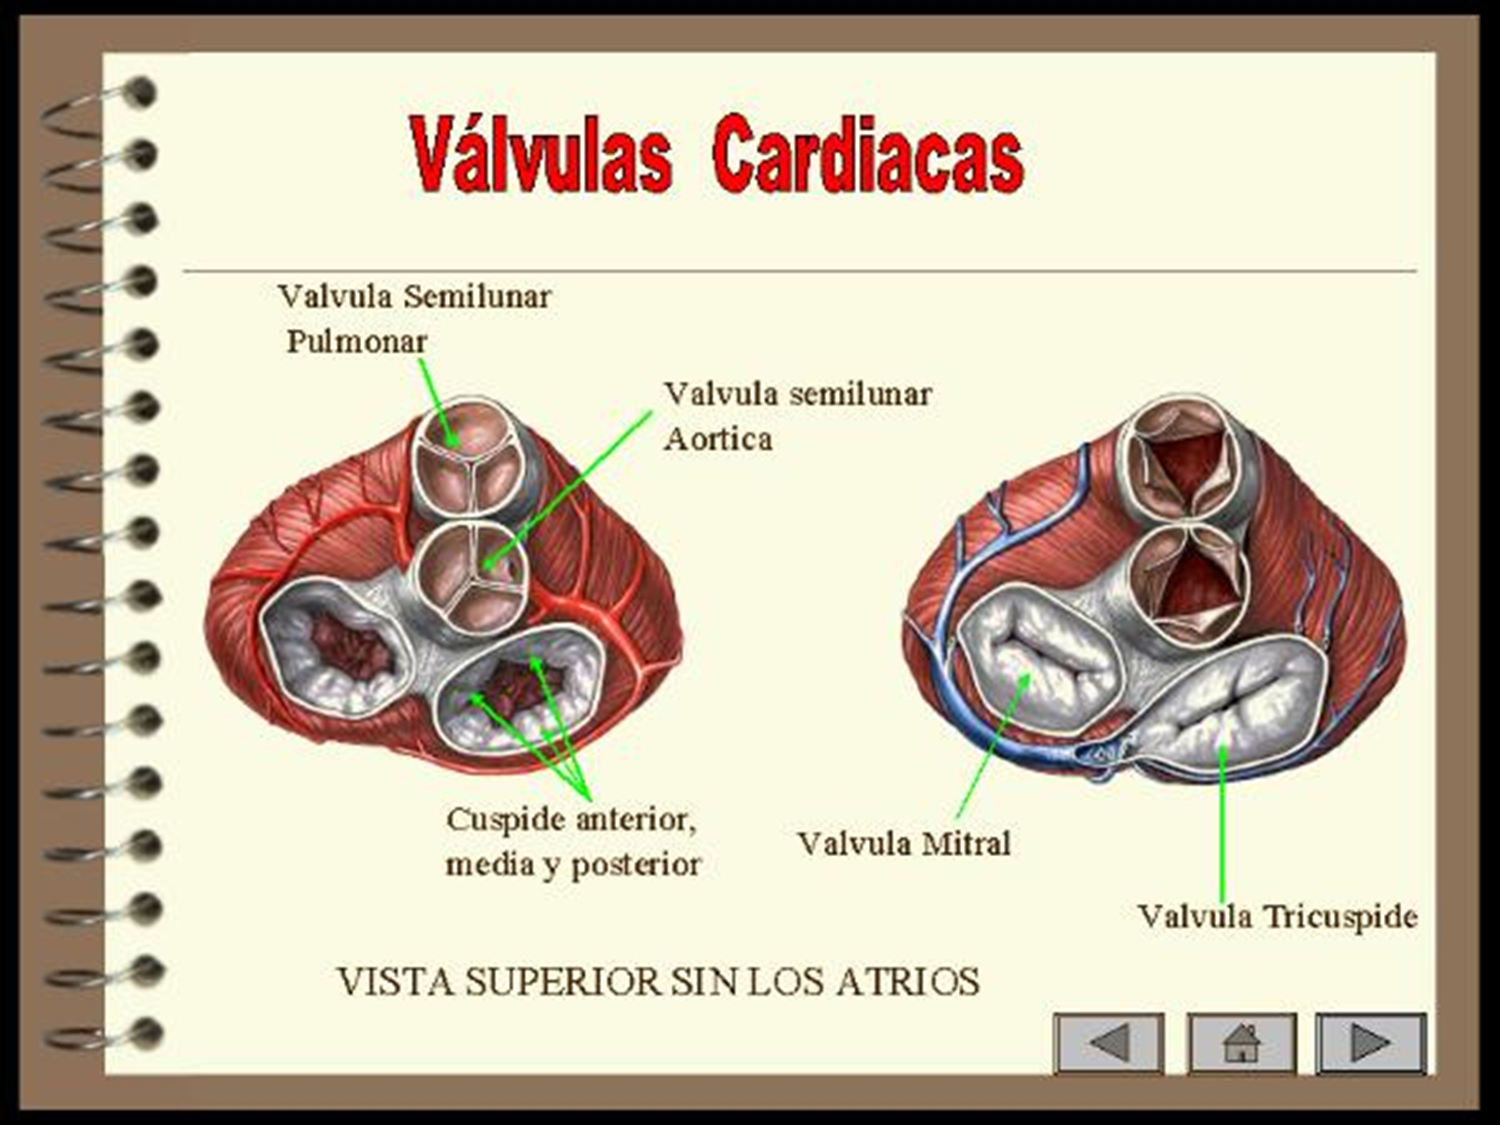 Válvulas Cardiacas
Valvula Semilunar
Pulmonar
Valvula semilunar
Aortica
Cuspide anterior,
media y posterior
Valvula Mitral
Valvula Tricuspide
VISTA SUPERIOR SIN LOS ATRIOS